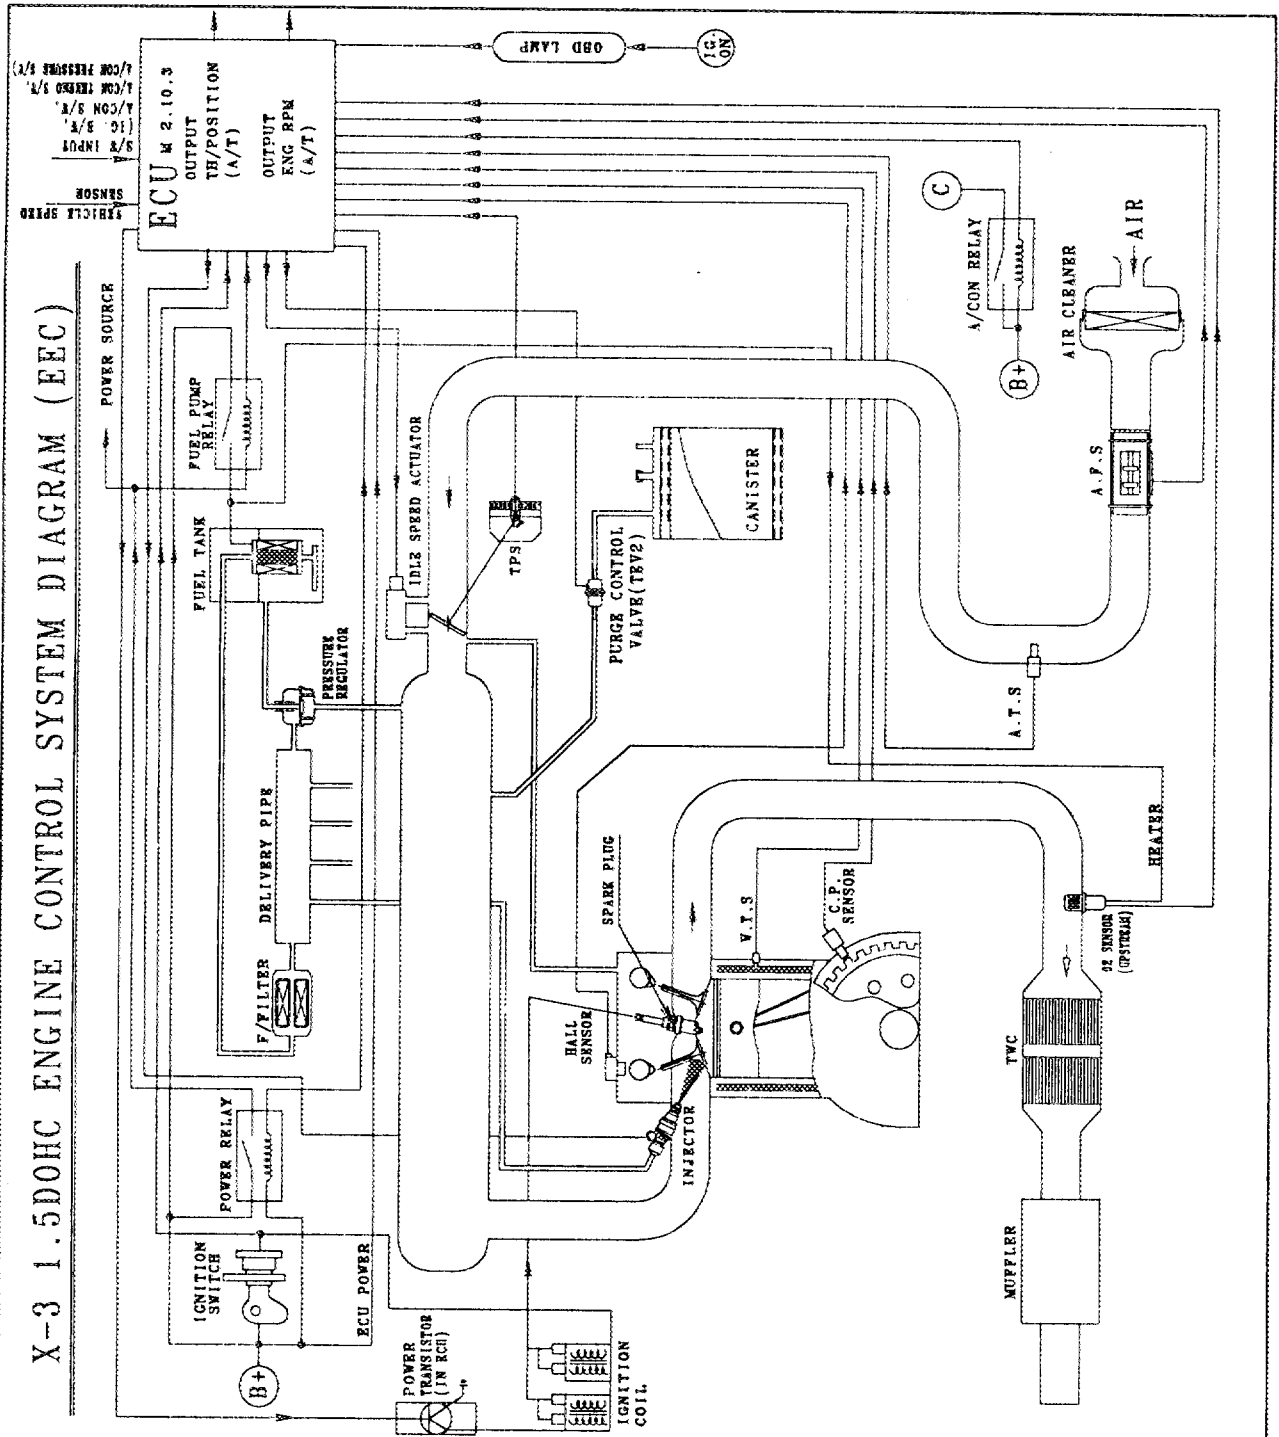 X-3 1.5DOHC ENGINE CONTROL SYSTEM DIAGRAM (EEC)
VEHICLE SPEED
SENSOR
S/W INPUT
(IG. S/W,
A/CON S/W,
A/CON THERMO S/W,
A/CON PRESSURE S/W)
ECU M 2.10.3
OUTPUT
TH/POSITION
(A/T)
OUTPUT
ENG RPM
(A/T)
OBD LAMP
IG.
ON
POWER SOURCE
FUEL PUMP
RELAY
FUEL TANK
PRESSURE
REGULATOR
DELIVERY PIPE
F/FILTER
POWER RELAY
IGNITION
SWITCH
B+
ECU POWER
POWER
TRANSISTOR
(IN ECU)
IGNITION
COIL
IDLE SPEED ACTUATOR
TPS
PURGE CONTROL
VALVE(TEV2)
CANISTER
SPARK PLUG
HALL
SENSOR
INJECTOR
W.T.S
C.P.
SENSOR
A/CON RELAY
C
B+
AIR CLEANER
AIR
A.F.S
A.T.S
HEATER
O2 SENSOR
(UPSTREAM)
TWC
MUFFLER